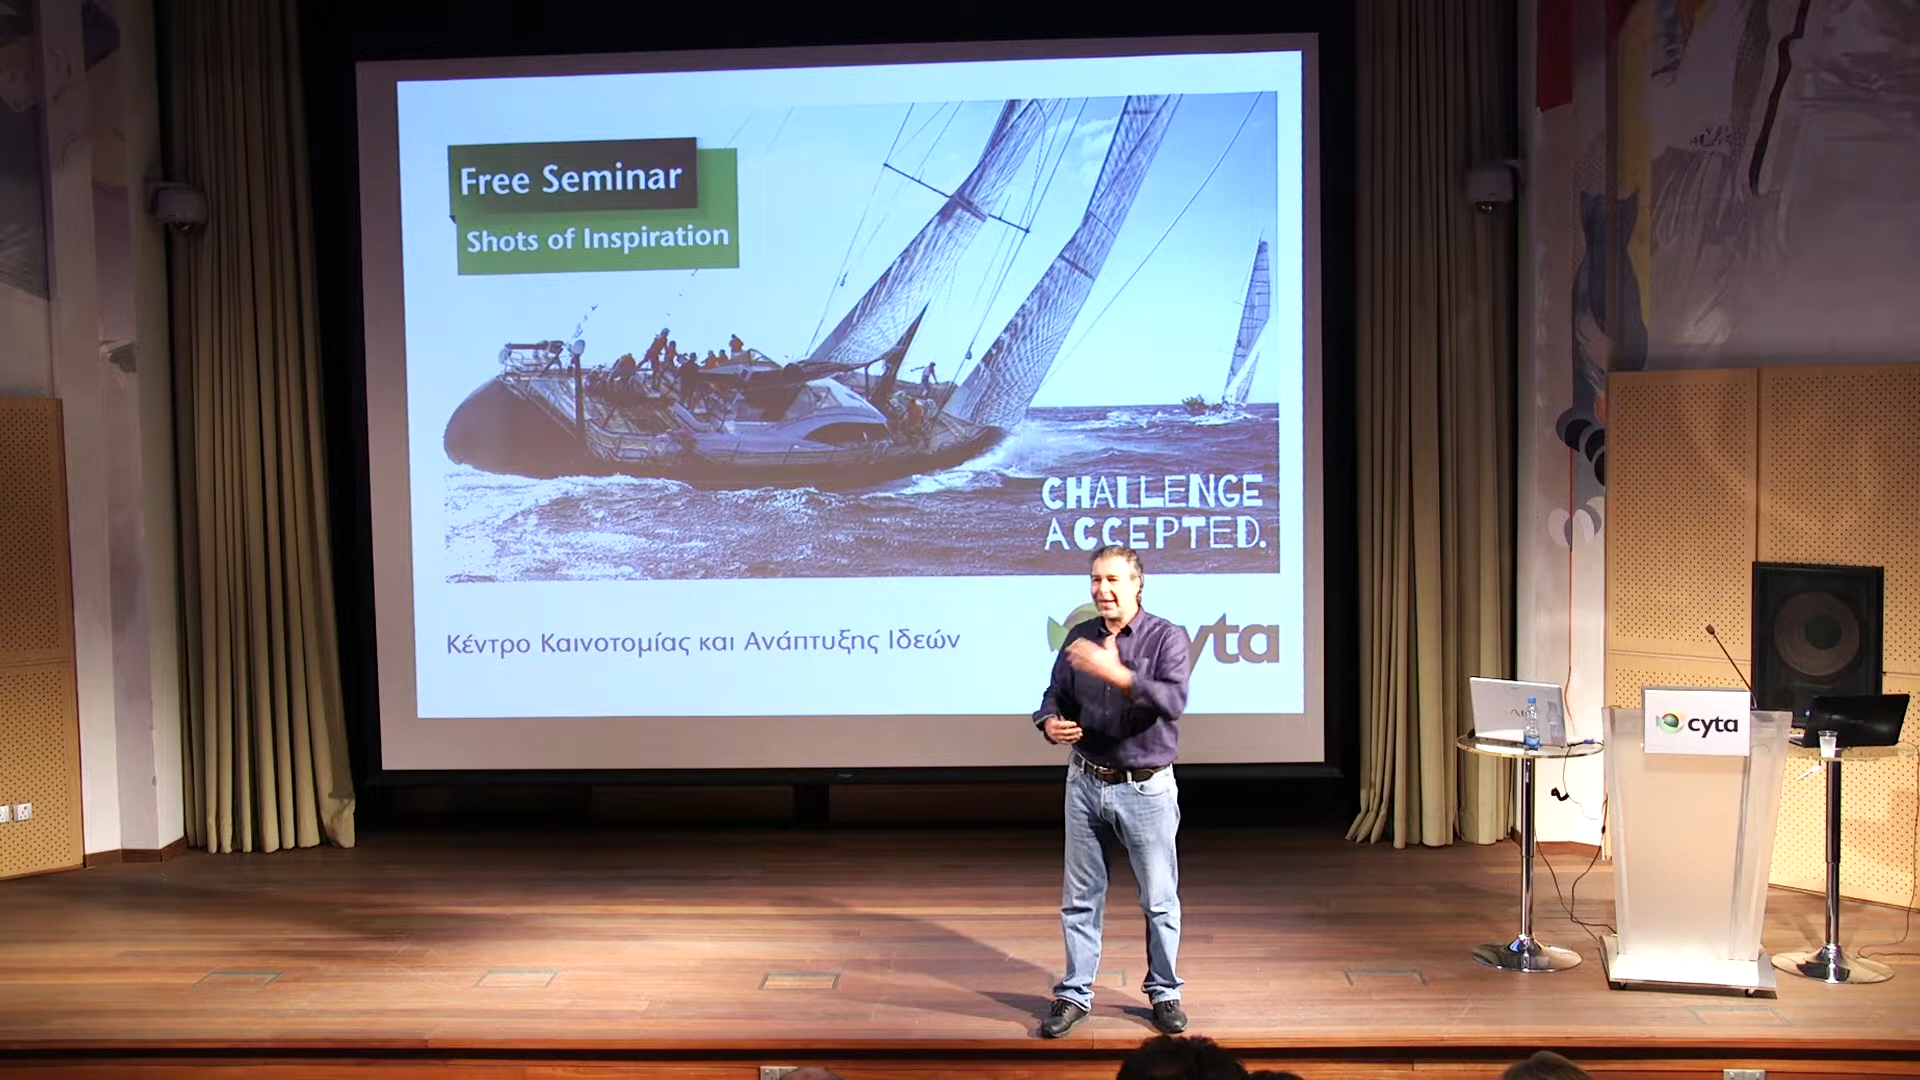 Free Seminar
Shots of Inspiration
CHALLENGE
ACCEPTED.
Κέντρο Καινοτομίας και Ανάπτυξης Ιδεών
cyta